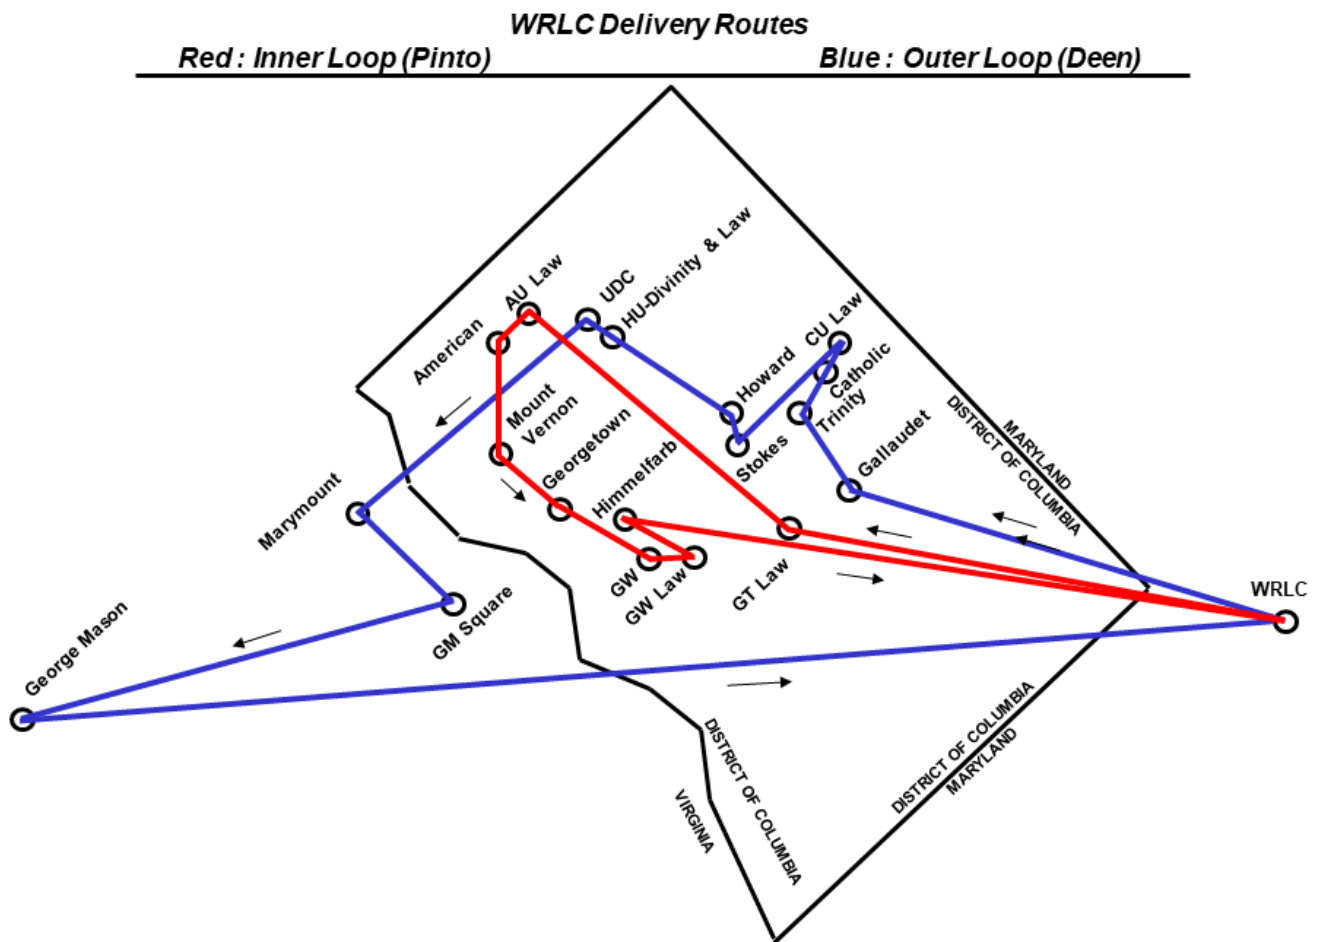 WRLC Delivery Routes
Red : Inner Loop (Pinto)
Blue : Outer Loop (Deen)
AU Law
UDC
HU-Divinity & Law
American
CU Law
Howard
Catholic
Trinity
Mount
Vernon
Georgetown
Himmelfarb
Stokes
Gallaudet
MARYLAND
DISTRICT OF COLUMBIA
Marymount
GW
GW Law
GT Law
WRLC
GM Square
George Mason
DISTRICT OF COLUMBIA
VIRGINIA
DISTRICT OF COLUMBIA
MARYLAND